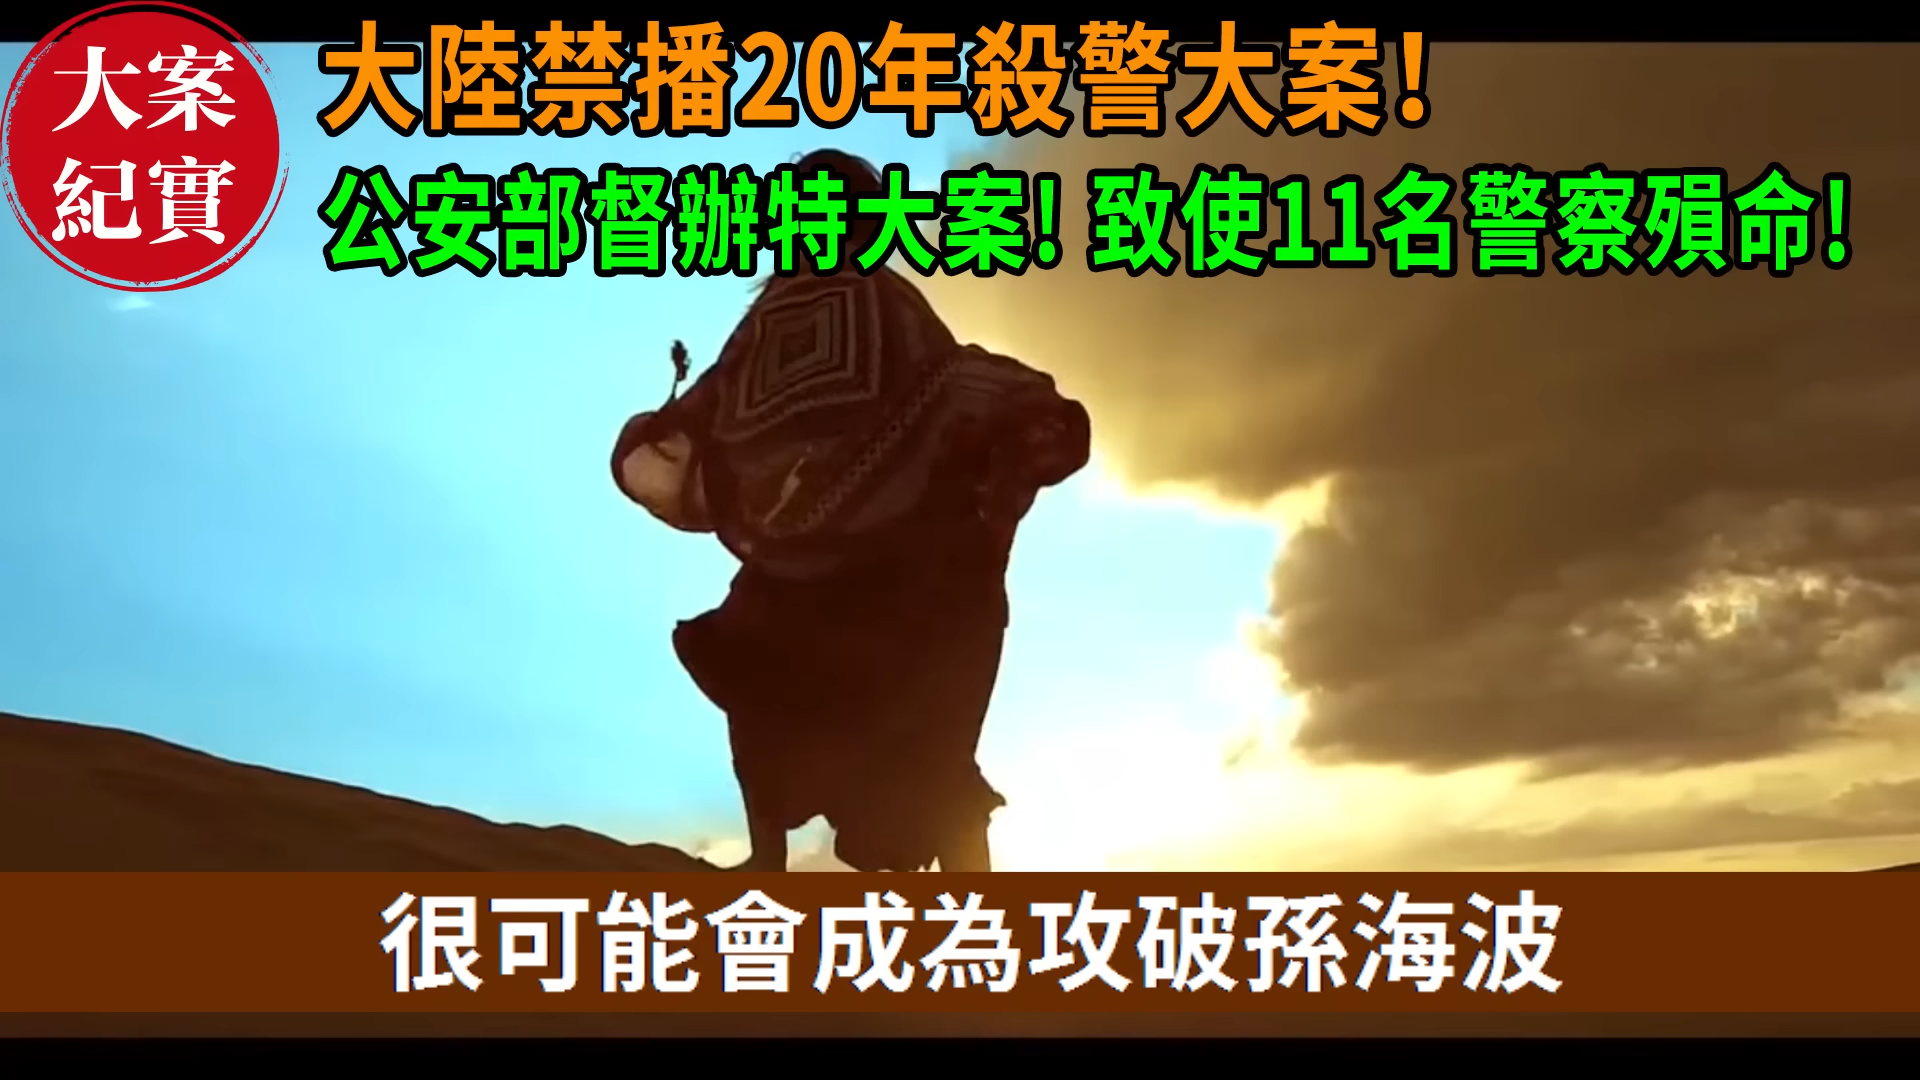 大案
紀實
大陸禁播20年殺警大案!
公安部督辦特大案! 致使11名警察殞命!
很可能會成為攻破孫海波